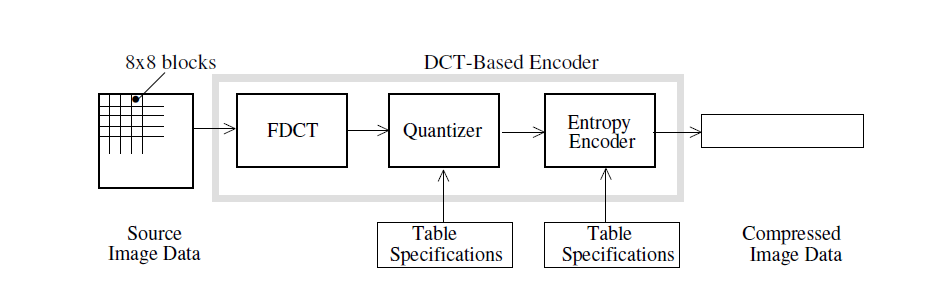 8x8 blocks
DCT-Based Encoder
FDCT
Quantizer
Entropy
Encoder
Table
Specifications
Table
Specifications
Source
Image Data
Compressed
Image Data